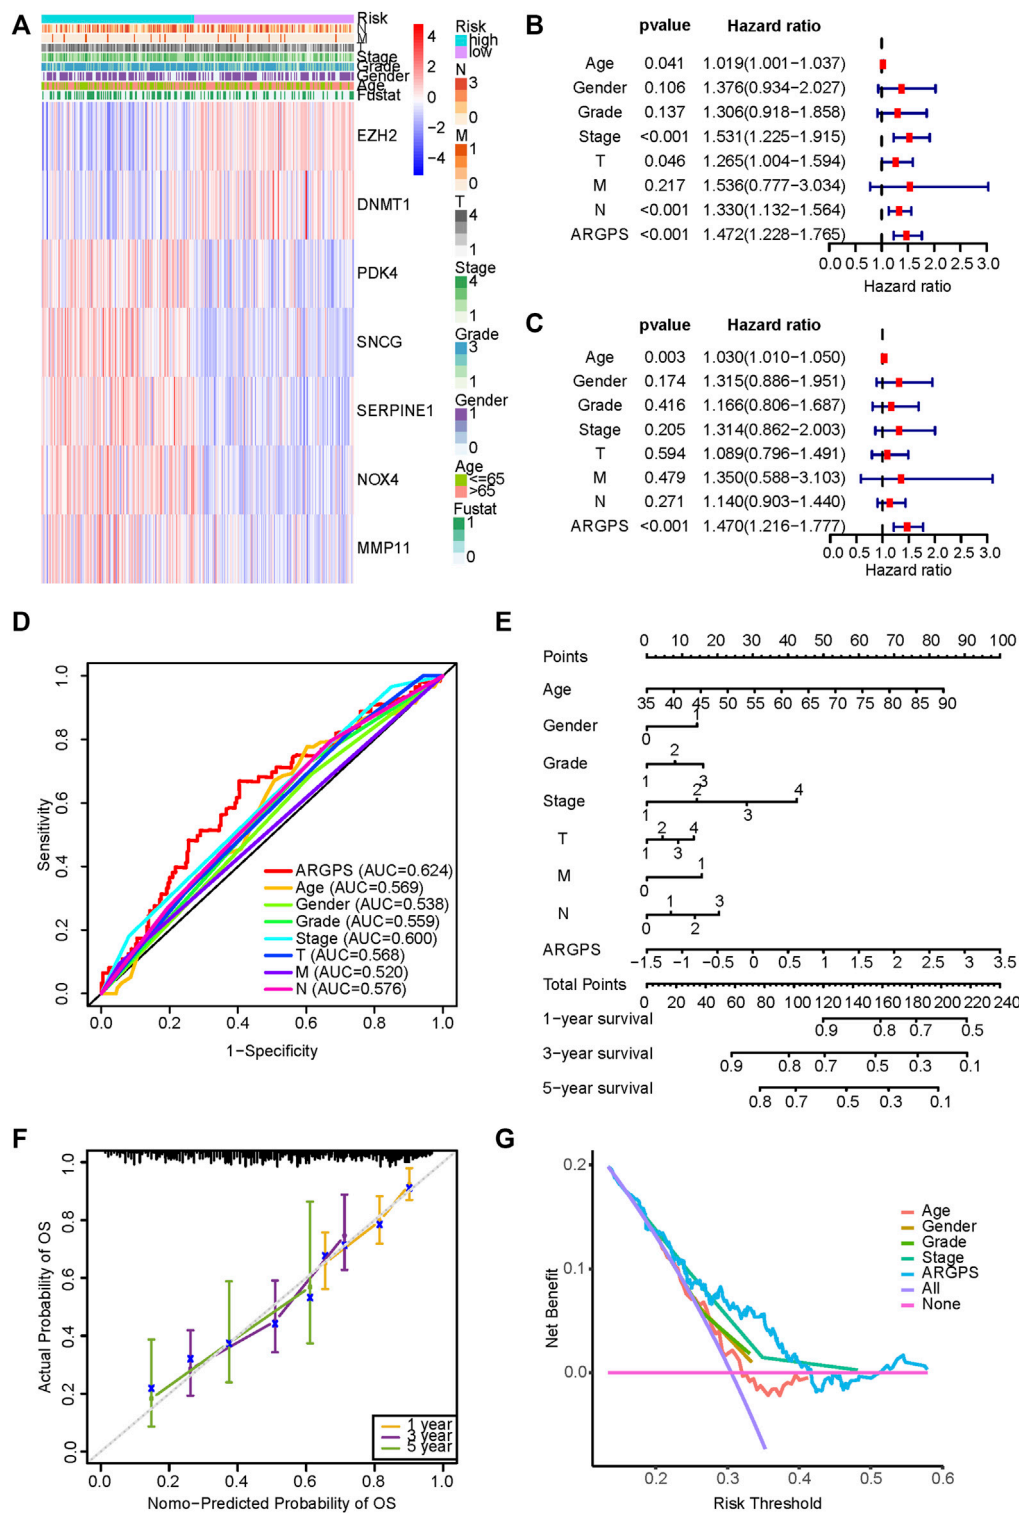 A
Risk
N
M
T
Stage
Grade
Gender
Age
Fustat
EZH2
DNMT1
PDK4
SNCG
SERPINE1
NOX4
MMP11
4
2
0
−2
−4
Risk
high
low
N
3
0
M
1
0
T
4
1
Stage
4
1
Grade
3
1
Gender
1
0
Age
<=65
>65
Fustat
1
0
B
pvalue Hazard ratio
Age 0.041 1.019(1.001−1.037)
Gender 0.106 1.376(0.934−2.027)
Grade 0.137 1.306(0.918−1.858)
Stage <0.001 1.531(1.225−1.915)
T 0.046 1.265(1.004−1.594)
M 0.217 1.536(0.777−3.034)
N <0.001 1.330(1.132−1.564)
ARGPS <0.001 1.472(1.228−1.765)
0.0 0.5 1.0 1.5 2.0 2.5 3.0
Hazard ratio
C
pvalue Hazard ratio
Age 0.003 1.030(1.010−1.050)
Gender 0.174 1.315(0.886−1.951)
Grade 0.416 1.166(0.806−1.687)
Stage 0.205 1.314(0.862−2.003)
T 0.594 1.089(0.796−1.491)
M 0.479 1.350(0.588−3.103)
N 0.271 1.140(0.903−1.440)
ARGPS <0.001 1.470(1.216−1.777)
0.0 0.5 1.0 1.5 2.0 2.5 3.0
Hazard ratio
D
Sensitivity
0.0 0.2 0.4 0.6 0.8 1.0
ARGPS (AUC=0.624)
Age (AUC=0.569)
Gender (AUC=0.538)
Grade (AUC=0.559)
Stage (AUC=0.600)
T (AUC=0.568)
M (AUC=0.520)
N (AUC=0.576)
0.0 0.2 0.4 0.6 0.8 1.0
1−Specificity
E
0 10 20 30 40 50 60 70 80 90 100
Points
Age
35 40 45 50 55 60 65 70 75 80 85 90
1
Gender
0
2
Grade
1 3
2 4
Stage
1 3
2 4
T
1 3
1
M
0
1 3
N
0 2
ARGPS
−1.5 −1 −0.5 0 0.5 1 1.5 2 2.5 3 3.5
Total Points
0 20 40 60 80 100 120 140 160 180 200 220 240
1−year survival
0.9 0.8 0.7 0.5
3−year survival
0.9 0.8 0.7 0.5 0.3 0.1
5−year survival
0.8 0.7 0.5 0.3 0.1
F
Actual Probability of OS
0.0 0.2 0.4 0.6 0.8 1.0
1 year
3 year
5 year
0.0 0.2 0.4 0.6 0.8 1.0
Nomo−Predicted Probability of OS
G
Net Benefit
0.2
0.1
0.0
Age
Gender
Grade
Stage
ARGPS
All
None
0.2 0.3 0.4 0.5 0.6
Risk Threshold